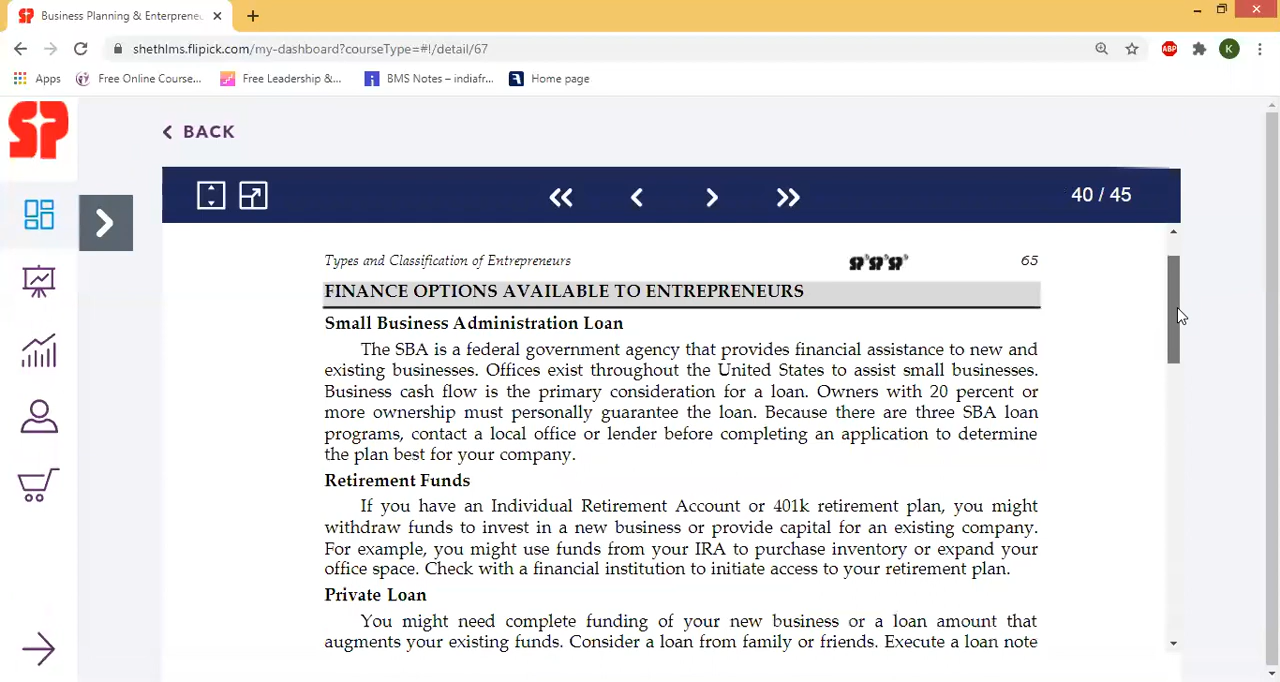 Business Planning & Enterprene
shethlms.flipick.com/my-dashboard?courseType=#!/detail/67
ABP
K
Apps
Free Online Course...
Free Leadership &...
BMS Notes – indiafr...
Home page
SP
BACK
40 / 45
Types and Classification of Entrepreneurs
65
FINANCE OPTIONS AVAILABLE TO ENTREPRENEURS
Small Business Administration Loan
The SBA is a federal government agency that provides financial assistance to new and
existing businesses. Offices exist throughout the United States to assist small businesses.
Business cash flow is the primary consideration for a loan. Owners with 20 percent or
more ownership must personally guarantee the loan. Because there are three SBA loan
programs, contact a local office or lender before completing an application to determine
the plan best for your company.
Retirement Funds
If you have an Individual Retirement Account or 401k retirement plan, you might
withdraw funds to invest in a new business or provide capital for an existing company.
For example, you might use funds from your IRA to purchase inventory or expand your
office space. Check with a financial institution to initiate access to your retirement plan.
Private Loan
You might need complete funding of your new business or a loan amount that
augments your existing funds. Consider a loan from family or friends. Execute a loan note